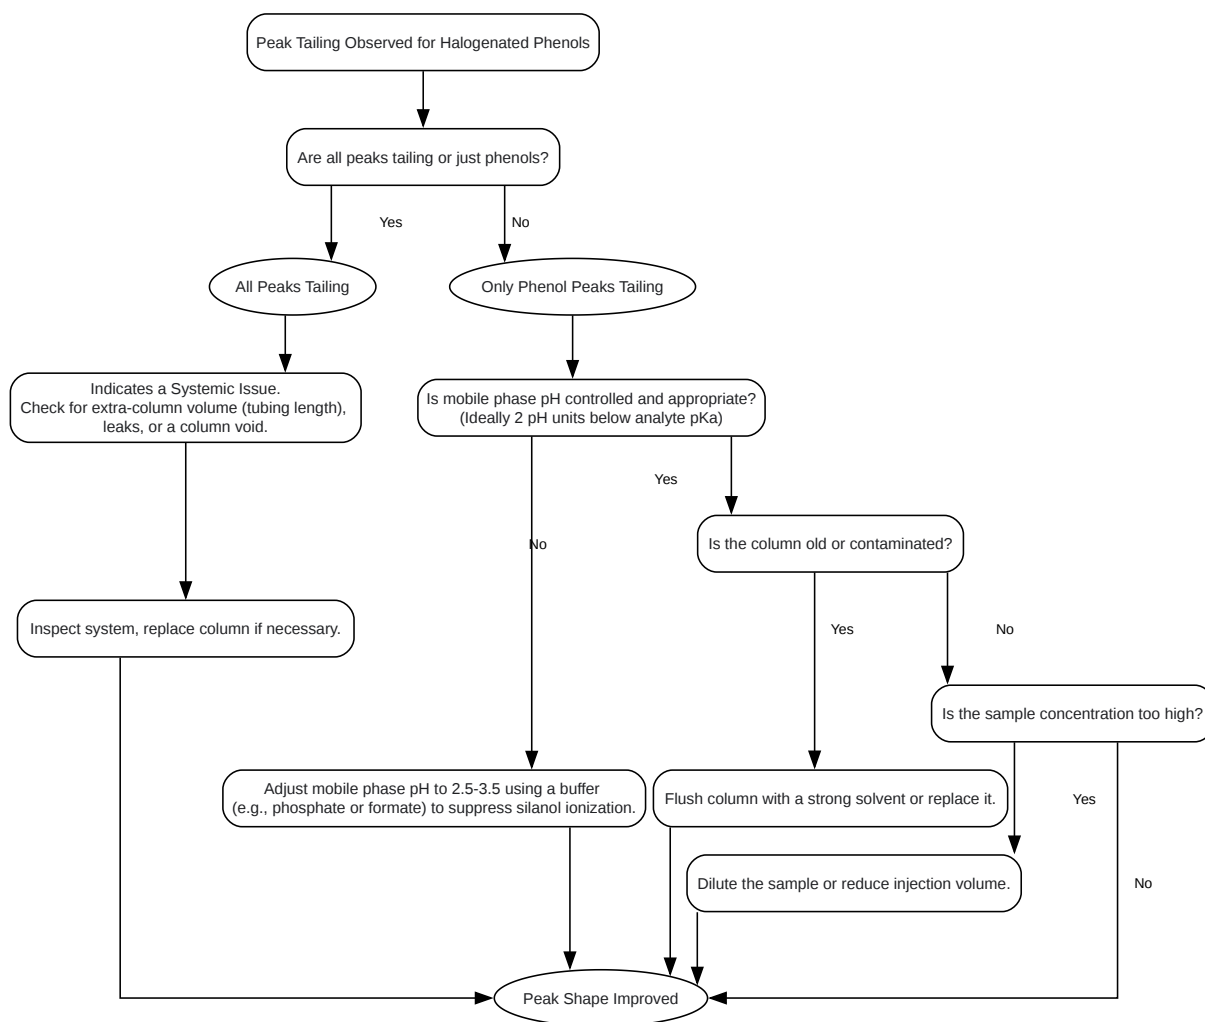 Peak Tailing Observed for Halogenated Phenols
Are all peaks tailing or just phenols?
Yes
No
All Peaks Tailing
Only Phenol Peaks Tailing
Indicates a Systemic Issue.
Check for extra-column volume (tubing length),
leaks, or a column void.
Is mobile phase pH controlled and appropriate?
(Ideally 2 pH units below analyte pKa)
Yes
No
Is the column old or contaminated?
Inspect system, replace column if necessary.
Yes
No
Is the sample concentration too high?
Adjust mobile phase pH to 2.5-3.5 using a buffer
(e.g., phosphate or formate) to suppress silanol ionization.
Flush column with a strong solvent or replace it.
Yes
Dilute the sample or reduce injection volume.
No
Peak Shape Improved